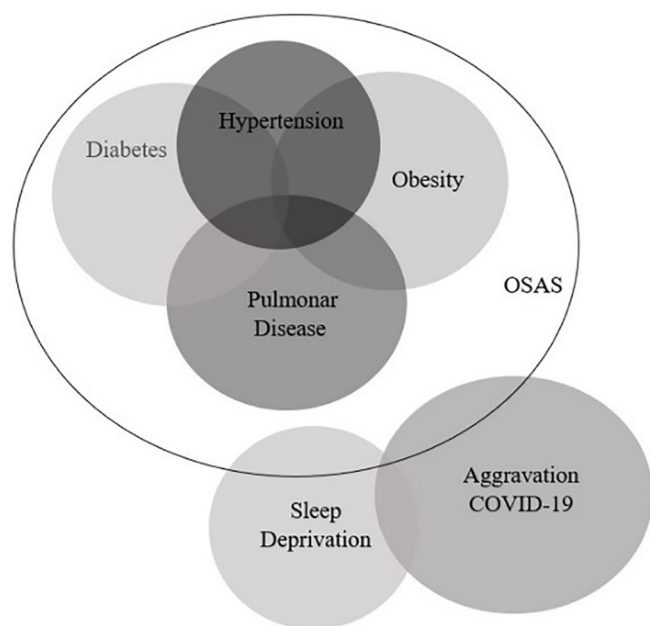 Hypertension
Diabetes
Obesity
OSAS
Pulmonar
Disease
Aggravation
COVID-19
Sleep
Deprivation